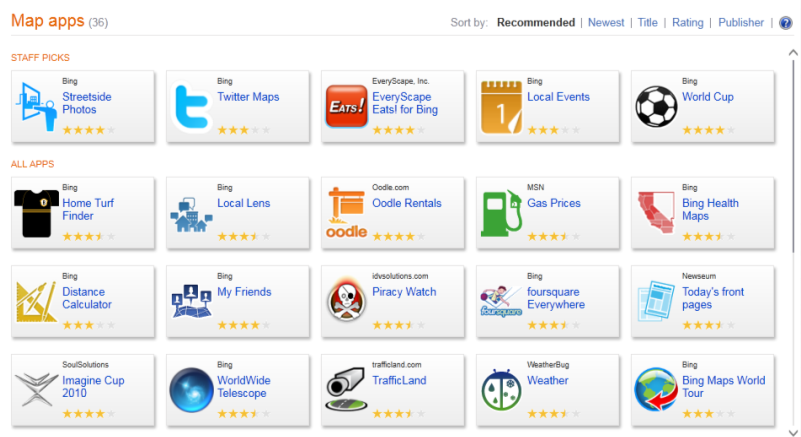 Map apps (36)
Sort by: Recommended | Newest | Title | Rating | Publisher | ?
STAFF PICKS
Bing
Streetside
Photos
Bing
Twitter Maps
EATS!
EveryScape, Inc.
EveryScape
Eats! for Bing
1
Bing
Local Events
Bing
World Cup
ALL APPS
Bing
Home Turf
Finder
Bing
Local Lens
oodle
Oodle.com
Oodle Rentals
MSN
Gas Prices
Bing
Bing Health
Maps
Bing
Distance
Calculator
Bing
My Friends
idvsolutions.com
Piracy Watch
foursquare
Bing
foursquare
Everywhere
Newseum
Today's front
pages
SoulSolutions
Imagine Cup
2010
Bing
WorldWide
Telescope
trafficland.com
TrafficLand
WeatherBug
Weather
Bing
Bing Maps World
Tour